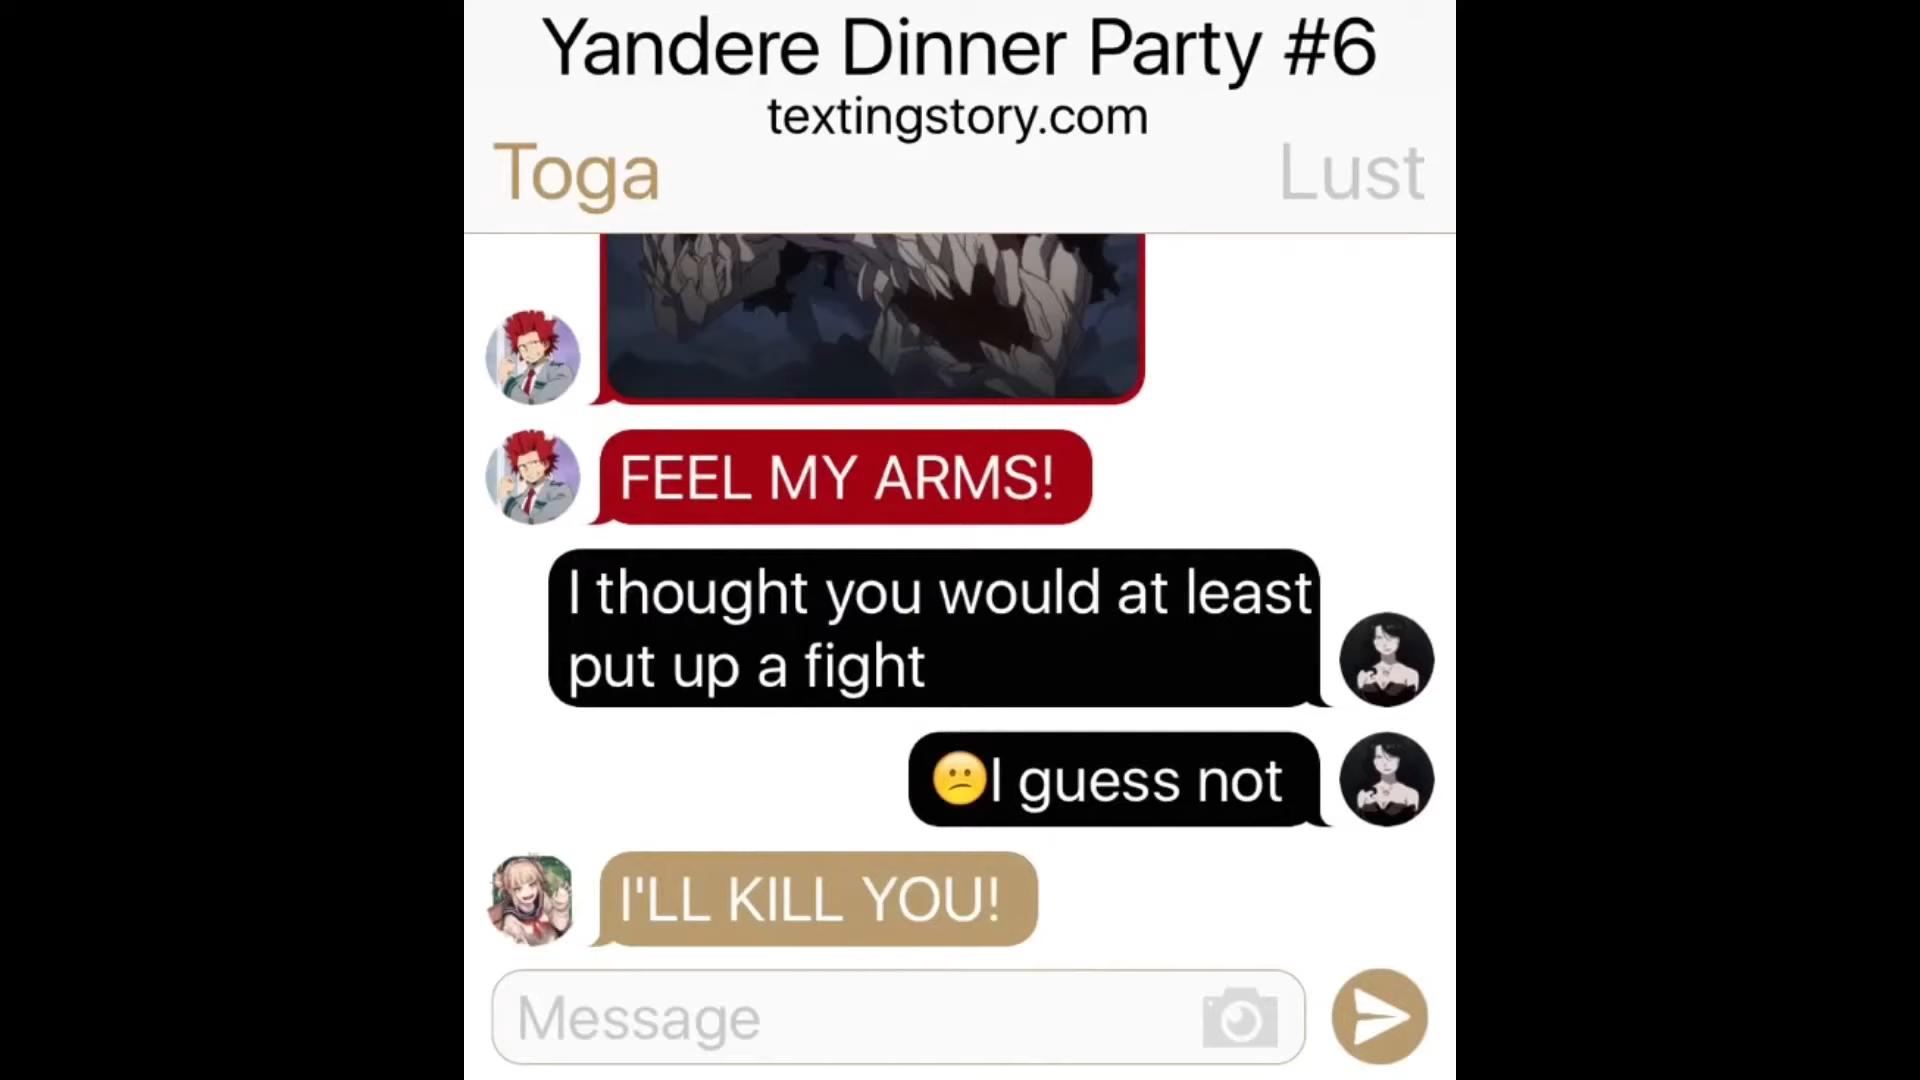 Yandere Dinner Party #6
textingstory.com
Toga
Lust
FEEL MY ARMS!
I thought you would at least
put up a fight
😕I guess not
I'LL KILL YOU!
Message